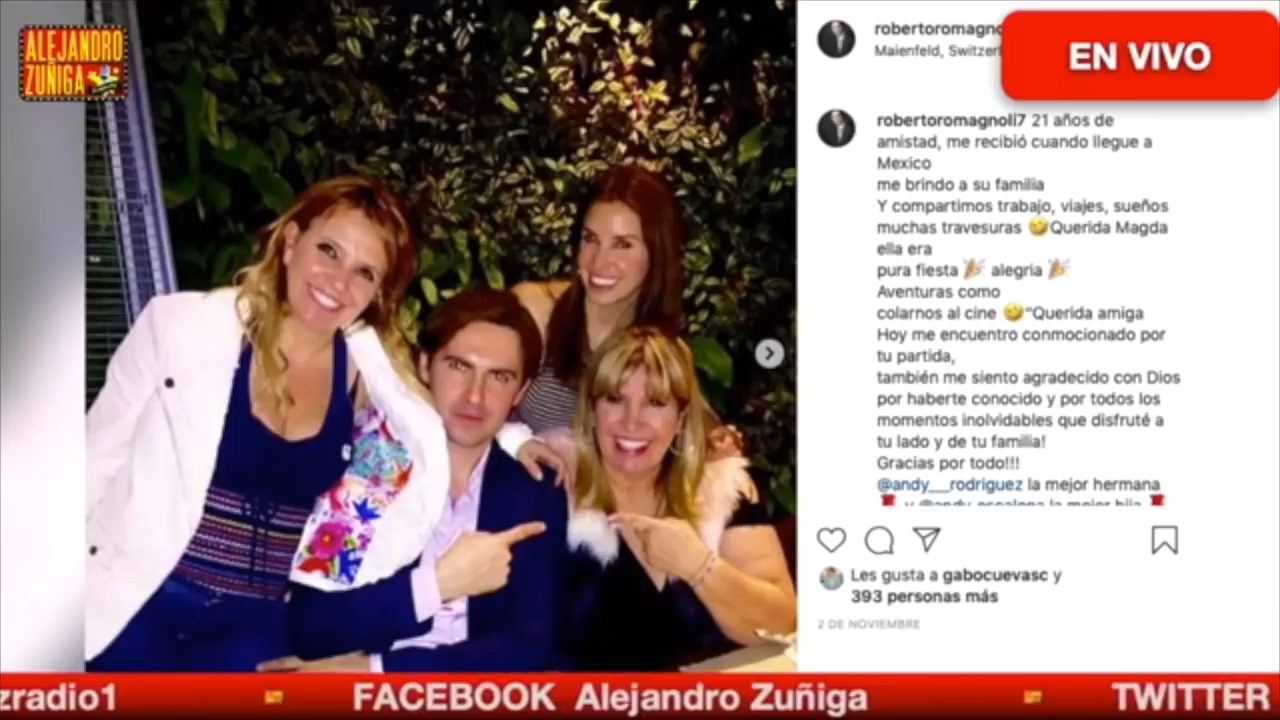 ALEJANDRO
ZUÑIGA
robertoromagno
Maienfeld, Switzerl
EN VIVO
robertoromagnoli7 21 años de
amistad, me recibió cuando llegue a
Mexico
me brindo a su familia
Y compartimos trabajo, viajes, sueños
muchas travesuras 🤣Querida Magda
ella era
pura fiesta 🎉 alegria 🎉
Aventuras como
colarnos al cine 🤣"Querida amiga
Hoy me encuentro conmocionado por
tu partida,
también me siento agradecido con Dios
por haberte conocido y por todos los
momentos inolvidables que disfruté a
tu lado y de tu familia!
Gracias por todo!!!
@andy___rodriguez la mejor hermana
y @andy_escalona la mejor hija
Les gusta a gabocuevasc y
393 personas más
2 DE NOVIEMBRE
zradio1 FACEBOOK Alejandro Zuñiga TWITTER